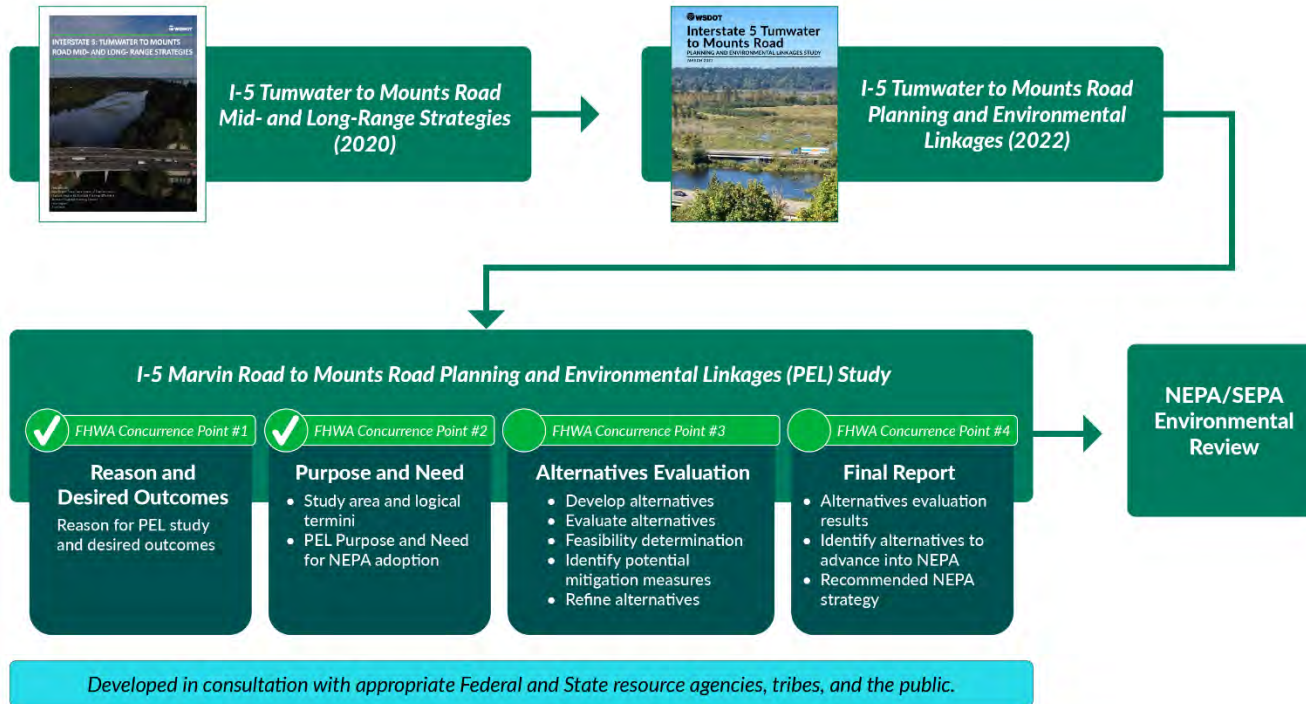 WSDOT
INTERSTATE 5: TUMWATER TO MOUNTS
ROAD MID- AND LONG- RANGE STRATEGIES
I-5 Tumwater to Mounts Road
Mid- and Long-Range Strategies
(2020)
WSDOT
Interstate 5 Tumwater
to Mounts Road
PLANNING AND ENVIRONMENTAL LINKAGES STUDY
I-5 Tumwater to Mounts Road
Planning and Environmental
Linkages (2022)
I-5 Marvin Road to Mounts Road Planning and Environmental Linkages (PEL) Study
FHWA Concurrence Point #1
Reason and
Desired Outcomes
Reason for PEL study
and desired outcomes
FHWA Concurrence Point #2
Purpose and Need
• Study area and logical
termini
• PEL Purpose and Need
for NEPA adoption
FHWA Concurrence Point #3
Alternatives Evaluation
• Develop alternatives
• Evaluate alternatives
• Feasibility determination
• Identify potential
mitigation measures
• Refine alternatives
FHWA Concurrence Point #4
Final Report
• Alternatives evaluation
results
• Identify alternatives to
advance into NEPA
• Recommended NEPA
strategy
NEPA/SEPA
Environmental
Review
Developed in consultation with appropriate Federal and State resource agencies, tribes, and the public.